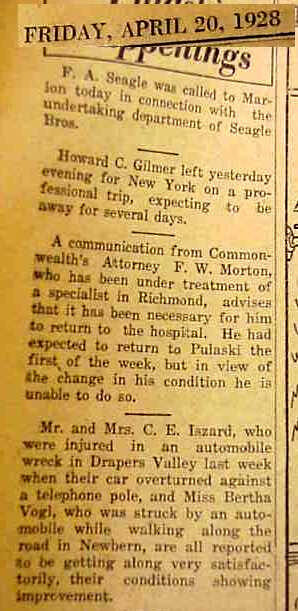 FRIDAY, APRIL 20, 1928
ppenings
F. A. Seagle was called to Mar-
ion today in connection with the
undertaking department of Seagle
Bros.
Howard C. Gilmer left yesterday
evening for New York on a pro-
fessional trip, expecting to be
away for several days.
A communication from Common-
wealth's Attorney F. W. Morton,
who has been under treatment of
a specialist in Richmond, advises
that it has been necessary for him
to return to the hospital. He had
expected to return to Pulaski the
first of the week, but in view of
the change in his condition he is
unable to do so.
Mr. and Mrs. C. E. Iszard, who
were injured in an automobile
wreck in Drapers Valley last week
when their car overturned against
a telephone pole, and Miss Bertha
Vogl, who was struck by an auto-
mobile while walking along the
road in Newbern, are all reported
to be getting along very satisfac-
torily, their conditions showing
improvement.